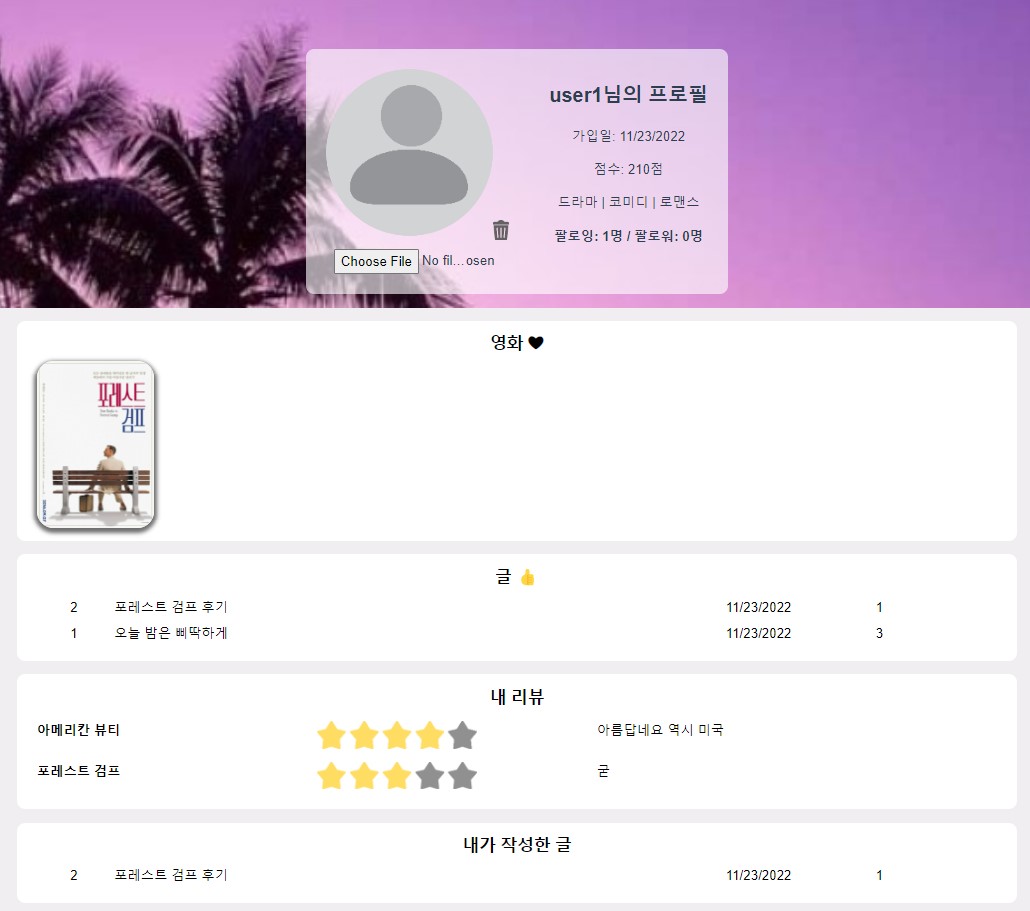 user1님의 프로필
가입일: 11/23/2022
점수: 210점
드라마 | 코미디 | 로맨스
팔로잉: 1명 / 팔로워: 0명
Choose File No fil...osen
영화 🖤
포레스트
검프
글 👍
2 포레스트 검프 후기 11/23/2022 1
1 오늘 밤은 삐딱하게 11/23/2022 3
내 리뷰
아메리칸 뷰티 아름답네요 역시 미국
포레스트 검프 굳
내가 작성한 글
2 포레스트 검프 후기 11/23/2022 1